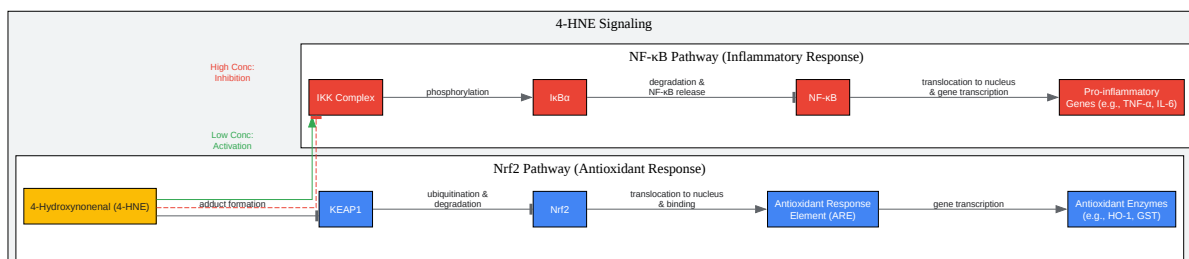 4-HNE Signaling
NF-κB Pathway (Inflammatory Response)
High Conc:
Inhibition
IKK Complex
phosphorylation
IκBα
degradation &
NF-κB release
NF-κB
translocation to nucleus
& gene transcription
Pro-inflammatory
Genes (e.g., TNF-α, IL-6)
Low Conc:
Activation
Nrf2 Pathway (Antioxidant Response)
4-Hydroxynonenal (4-HNE)
adduct formation
KEAP1
ubiquitination &
degradation
Nrf2
translocation to nucleus
& binding
Antioxidant Response
Element (ARE)
gene transcription
Antioxidant Enzymes
(e.g., HO-1, GST)